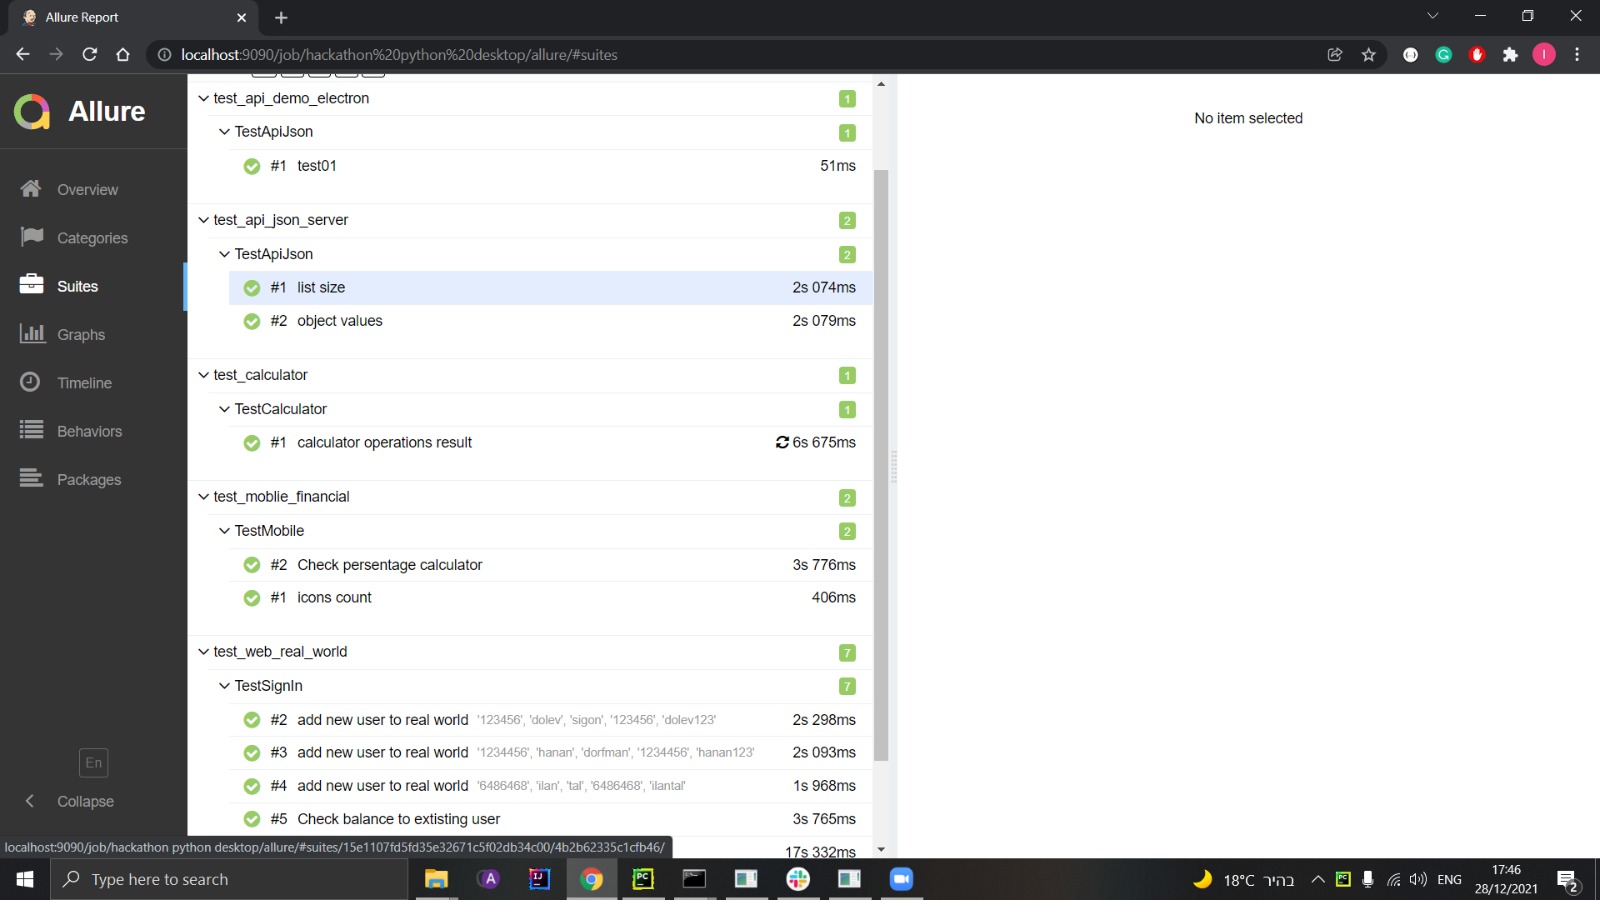 Allure Report
localhost:9090/job/hackathon%20python%20desktop/allure/#suites
Allure
Overview
Categories
Suites
Graphs
Timeline
Behaviors
Packages
En
Collapse
test_api_demo_electron 1
TestApiJson 1
#1 test01 51ms
test_api_json_server 2
TestApiJson 2
#1 list size 2s 074ms
#2 object values 2s 079ms
test_calculator 1
TestCalculator 1
#1 calculator operations result 6s 675ms
test_moblie_financial 2
TestMobile 2
#2 Check persentage calculator 3s 776ms
#1 icons count 406ms
test_web_real_world 7
TestSignIn 7
#2 add new user to real world '123456', 'dolev', 'sigon', '123456', 'dolev123' 2s 298ms
#3 add new user to real world '1234456', 'hanan', 'dorfman', '1234456', 'hanan123' 2s 093ms
#4 add new user to real world '6486468', 'ilan', 'tal', '6486468', 'ilantal' 1s 968ms
#5 Check balance to extisting user 3s 765ms
17s 332ms
No item selected
localhost:9090/job/hackathon python desktop/allure/#suites/15e1107fd5fd35e32671c5f02db34c00/4b2b62335c1cfb46/
Type here to search
18°C בהיר
ENG
17:46
28/12/2021
2